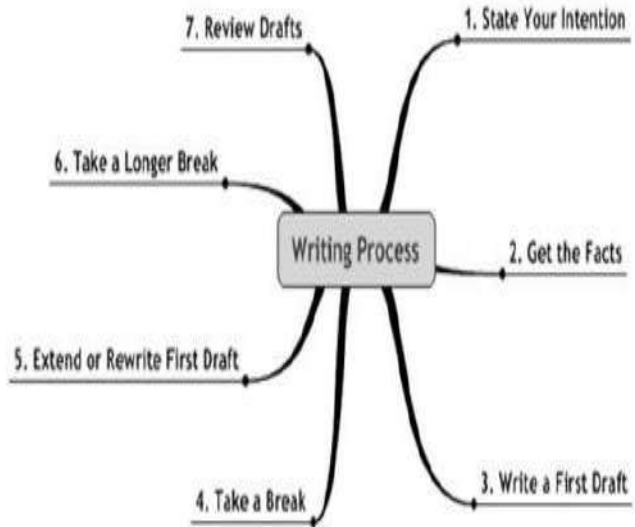 7. Review Drafts
1. State Your Intention
6. Take a Longer Break
Writing Process
2. Get the Facts
5. Extend or Rewrite First Draft
4. Take a Break
3. Write a First Draft